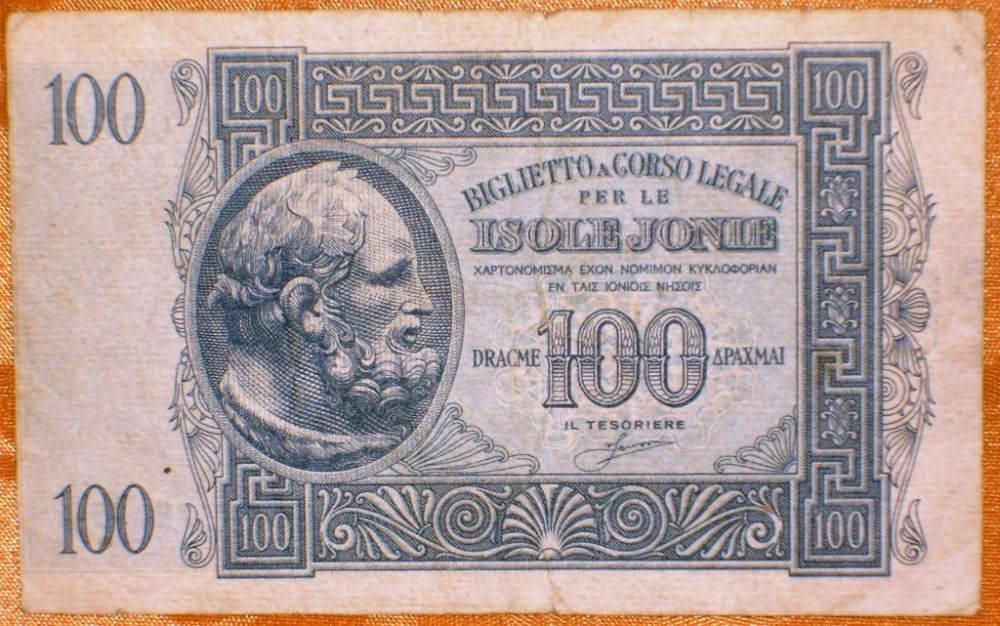 100
100
100
BIGLIETTO A CORSO LEGALE
PER LE
ISOLE JONIE
ΧΑΡΤΟΝΟΜΙΣΜΑ ΕΧΟΝ ΝΟΜΙΜΟΝ ΚΥΚΛΟΦΟΡΙΑΝ
ΕΝ ΤΑΙΣ ΙΟΝΙΟΙΣ ΝΗΣΟΙΣ
DRACME 100 ΔΡΑΧΜΑΙ
IL TESORIERE
100
100
100